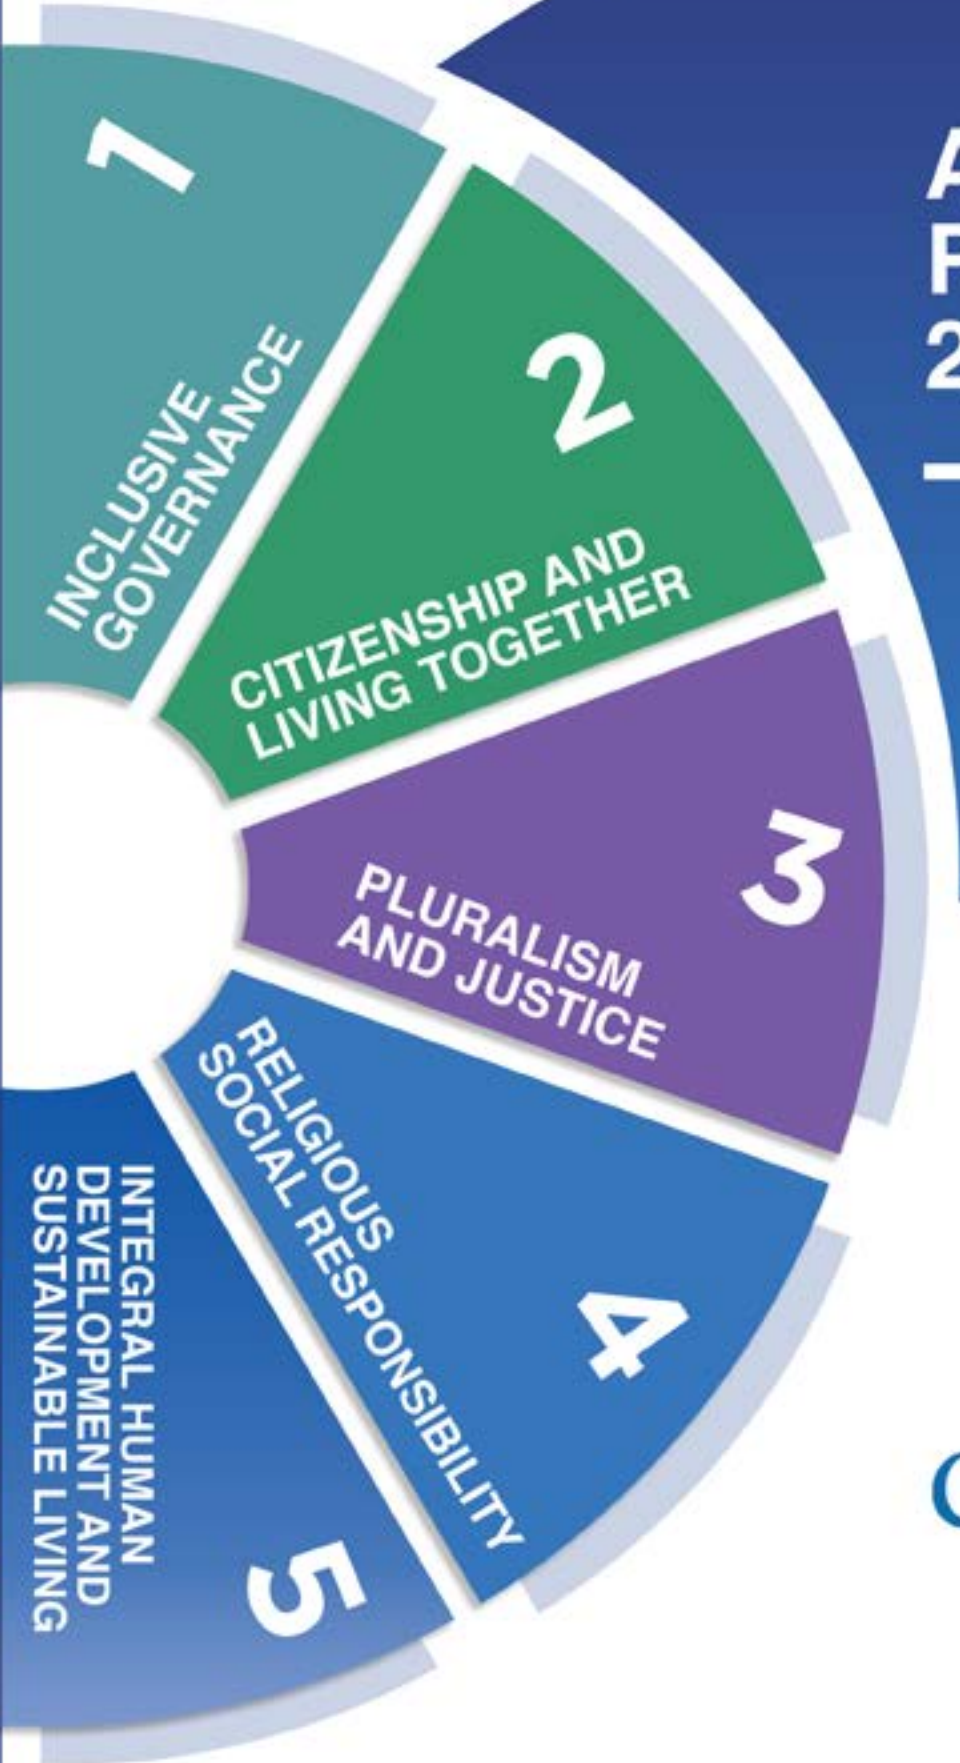 1
INCLUSIVE
GOVERNANCE
2
CITIZENSHIP AND
LIVING TOGETHER
3
PLURALISM
AND JUSTICE
4
RELIGIOUS
SOCIAL RESPONSIBILITY
5
INTEGRAL HUMAN
DEVELOPMENT AND
SUSTAINABLE LIVING